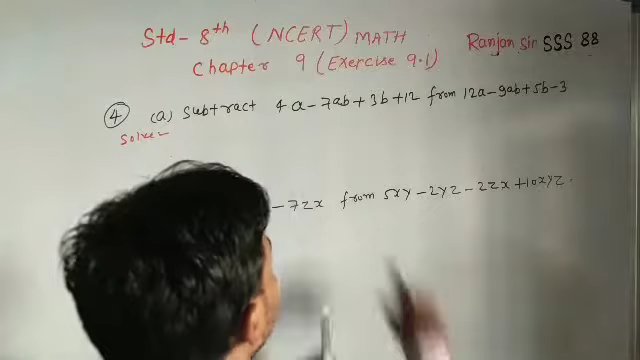 Std - 8th (NCERT) MATH Ranjan sir SSS 88
Chapter 9 (Exercise 9.1)
④ (a) Subtract 4a - 7ab + 3b + 12 from 12a - 9ab + 5b - 3
Solve
- 7zx from 5xy - 2yz - 2zx + 10xyz.